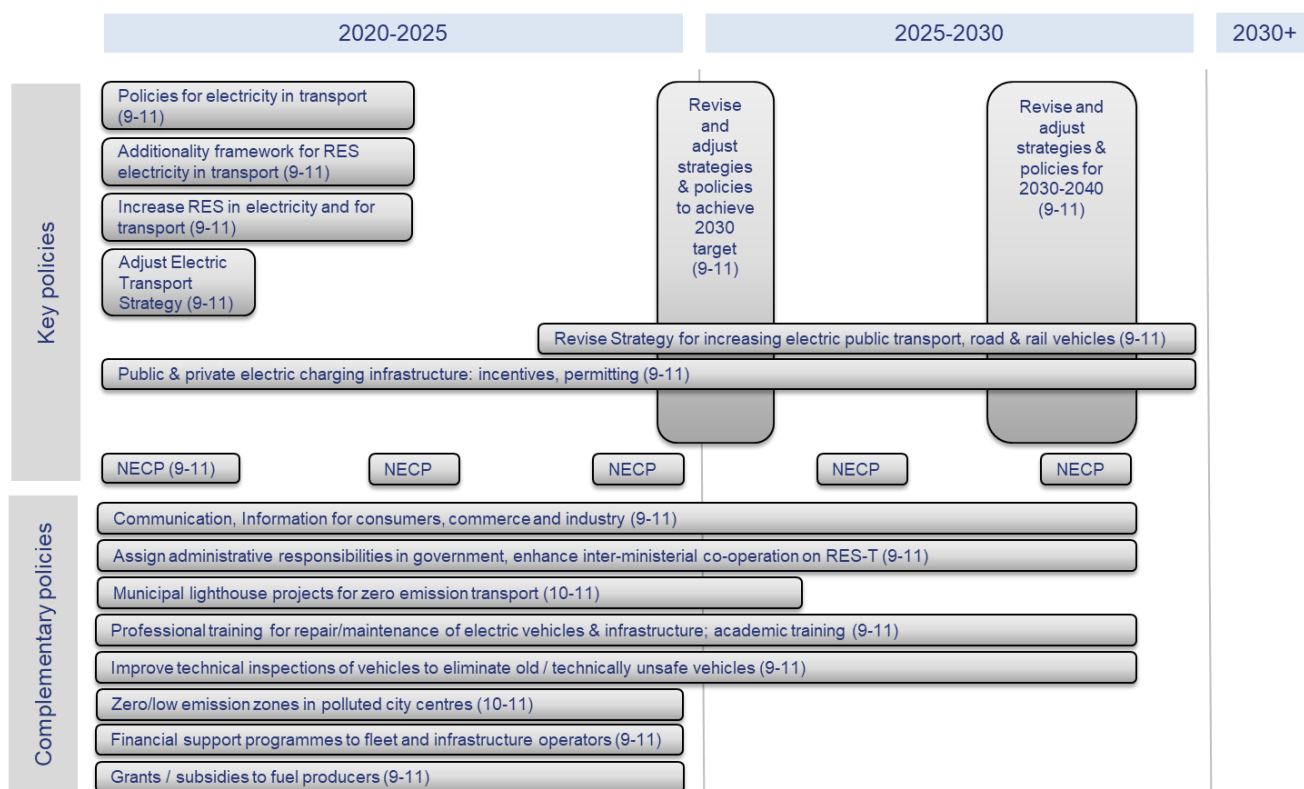 2020-2025
2025-2030
2030+
Key policies
Policies for electricity in transport
(9-11)
Additionality framework for RES
electricity in transport (9-11)
Increase RES in electricity and for
transport (9-11)
Adjust Electric
Transport
Strategy (9-11)
Revise
and
adjust
strategies
& policies
to achieve
2030
target
(9-11)
Revise and
adjust
strategies &
policies for
2030-2040
(9-11)
Revise Strategy for increasing electric public transport, road & rail vehicles (9-11)
Public & private electric charging infrastructure: incentives, permitting (9-11)
NECP (9-11)
NECP
NECP
NECP
NECP
Complementary policies
Communication, Information for consumers, commerce and industry (9-11)
Assign administrative responsibilities in government, enhance inter-ministerial co-operation on RES-T (9-11)
Municipal lighthouse projects for zero emission transport (10-11)
Professional training for repair/maintenance of electric vehicles & infrastructure; academic training (9-11)
Improve technical inspections of vehicles to eliminate old / technically unsafe vehicles (9-11)
Zero/low emission zones in polluted city centres (10-11)
Financial support programmes to fleet and infrastructure operators (9-11)
Grants / subsidies to fuel producers (9-11)